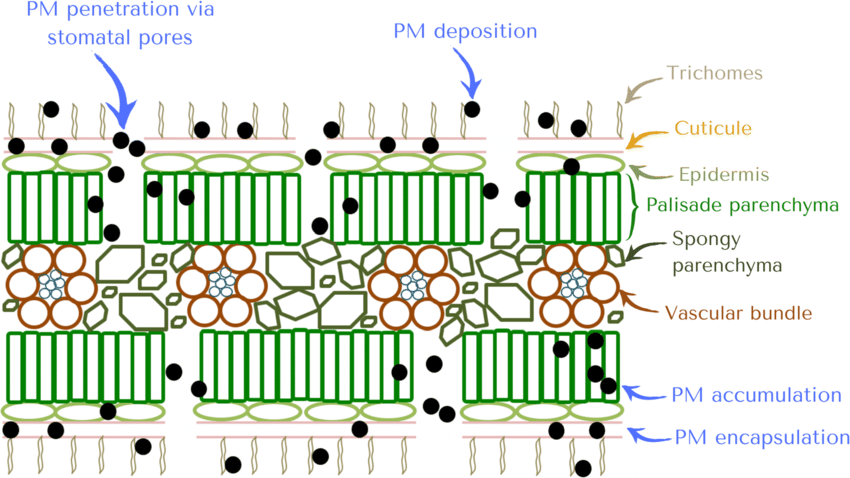 PM penetration via
stomatal pores
PM deposition
Trichomes
Cuticule
Epidermis
Palisade parenchyma
Spongy
parenchyma
Vascular bundle
PM accumulation
PM encapsulation